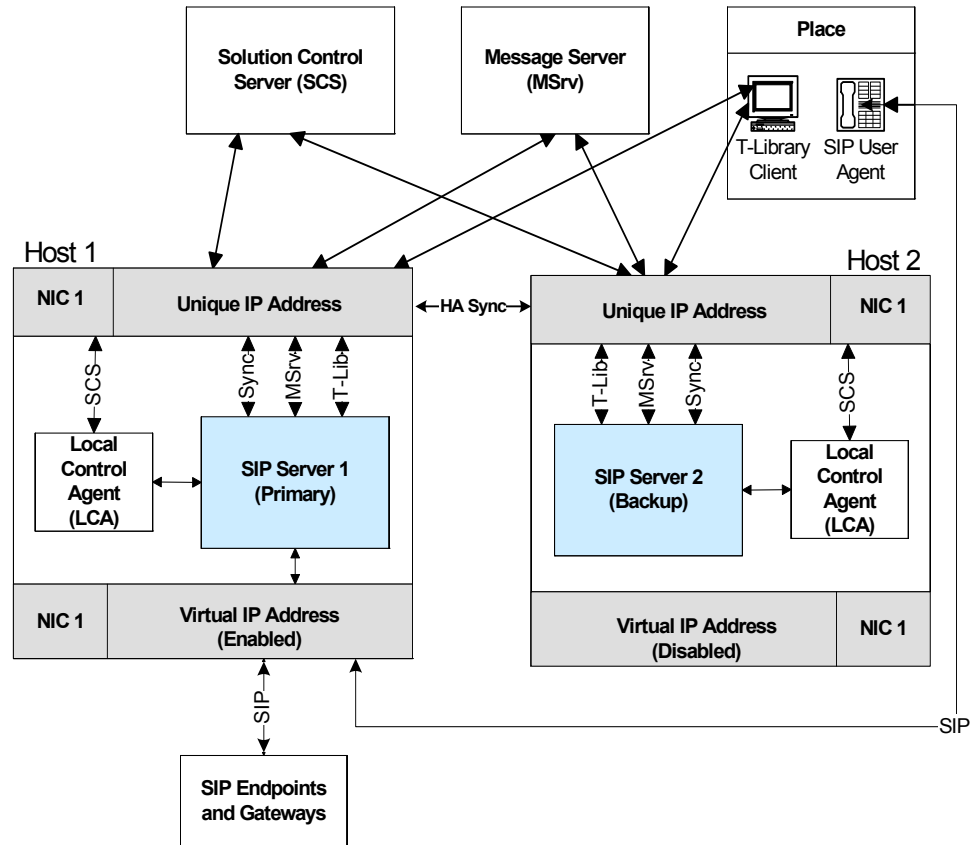 Solution Control
Server (SCS)
Message Server
(MSrv)
Place
T-Library
Client
SIP User
Agent
Host 1
Host 2
NIC 1
Unique IP Address
HA Sync
Unique IP Address
NIC 1
SCS
Sync
MSrv
T-Lib
T-Lib
MSrv
Sync
SCS
Local
Control
Agent
(LCA)
SIP Server 1
(Primary)
SIP Server 2
(Backup)
Local
Control
Agent
(LCA)
NIC 1
Virtual IP Address
(Enabled)
Virtual IP Address
(Disabled)
NIC 1
SIP
SIP
SIP Endpoints
and Gateways